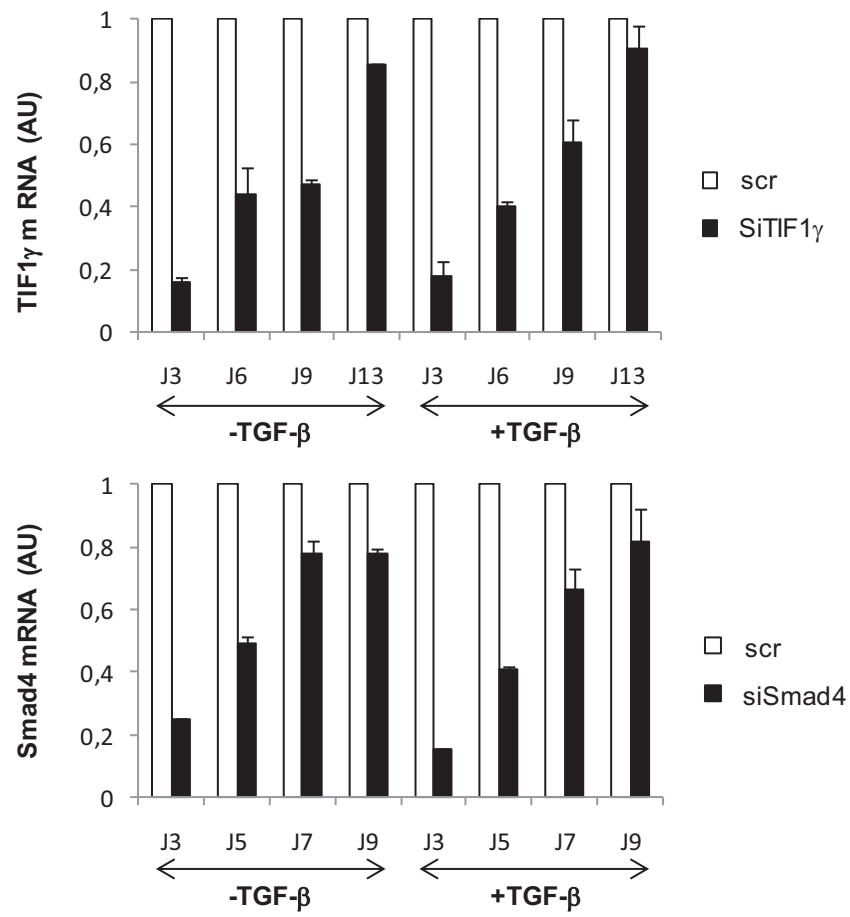 TIF1γ m RNA (AU)
1
0,8
0,6
0,4
0,2
0
J3 J6 J9 J13 J3 J6 J9 J13
-TGF-β +TGF-β
scr
SiTIF1γ
Smad4 mRNA (AU)
1
0,8
0,6
0,4
0,2
0
J3 J5 J7 J9 J3 J5 J7 J9
-TGF-β +TGF-β
scr
siSmad4